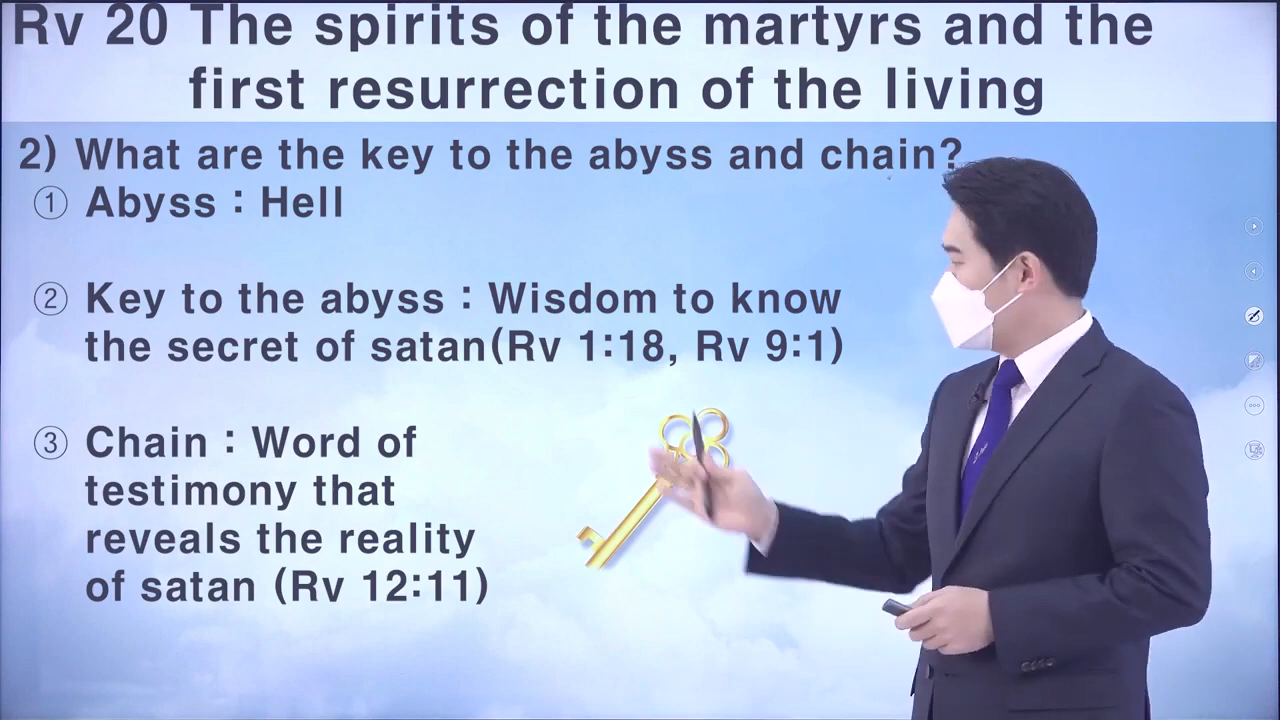 Rv 20 The spirits of the martyrs and the
first resurrection of the living
2) What are the key to the abyss and chain?
① Abyss : Hell
② Key to the abyss : Wisdom to know
the secret of satan(Rv 1:18, Rv 9:1)
③ Chain : Word of
testimony that
reveals the reality
of satan (Rv 12:11)